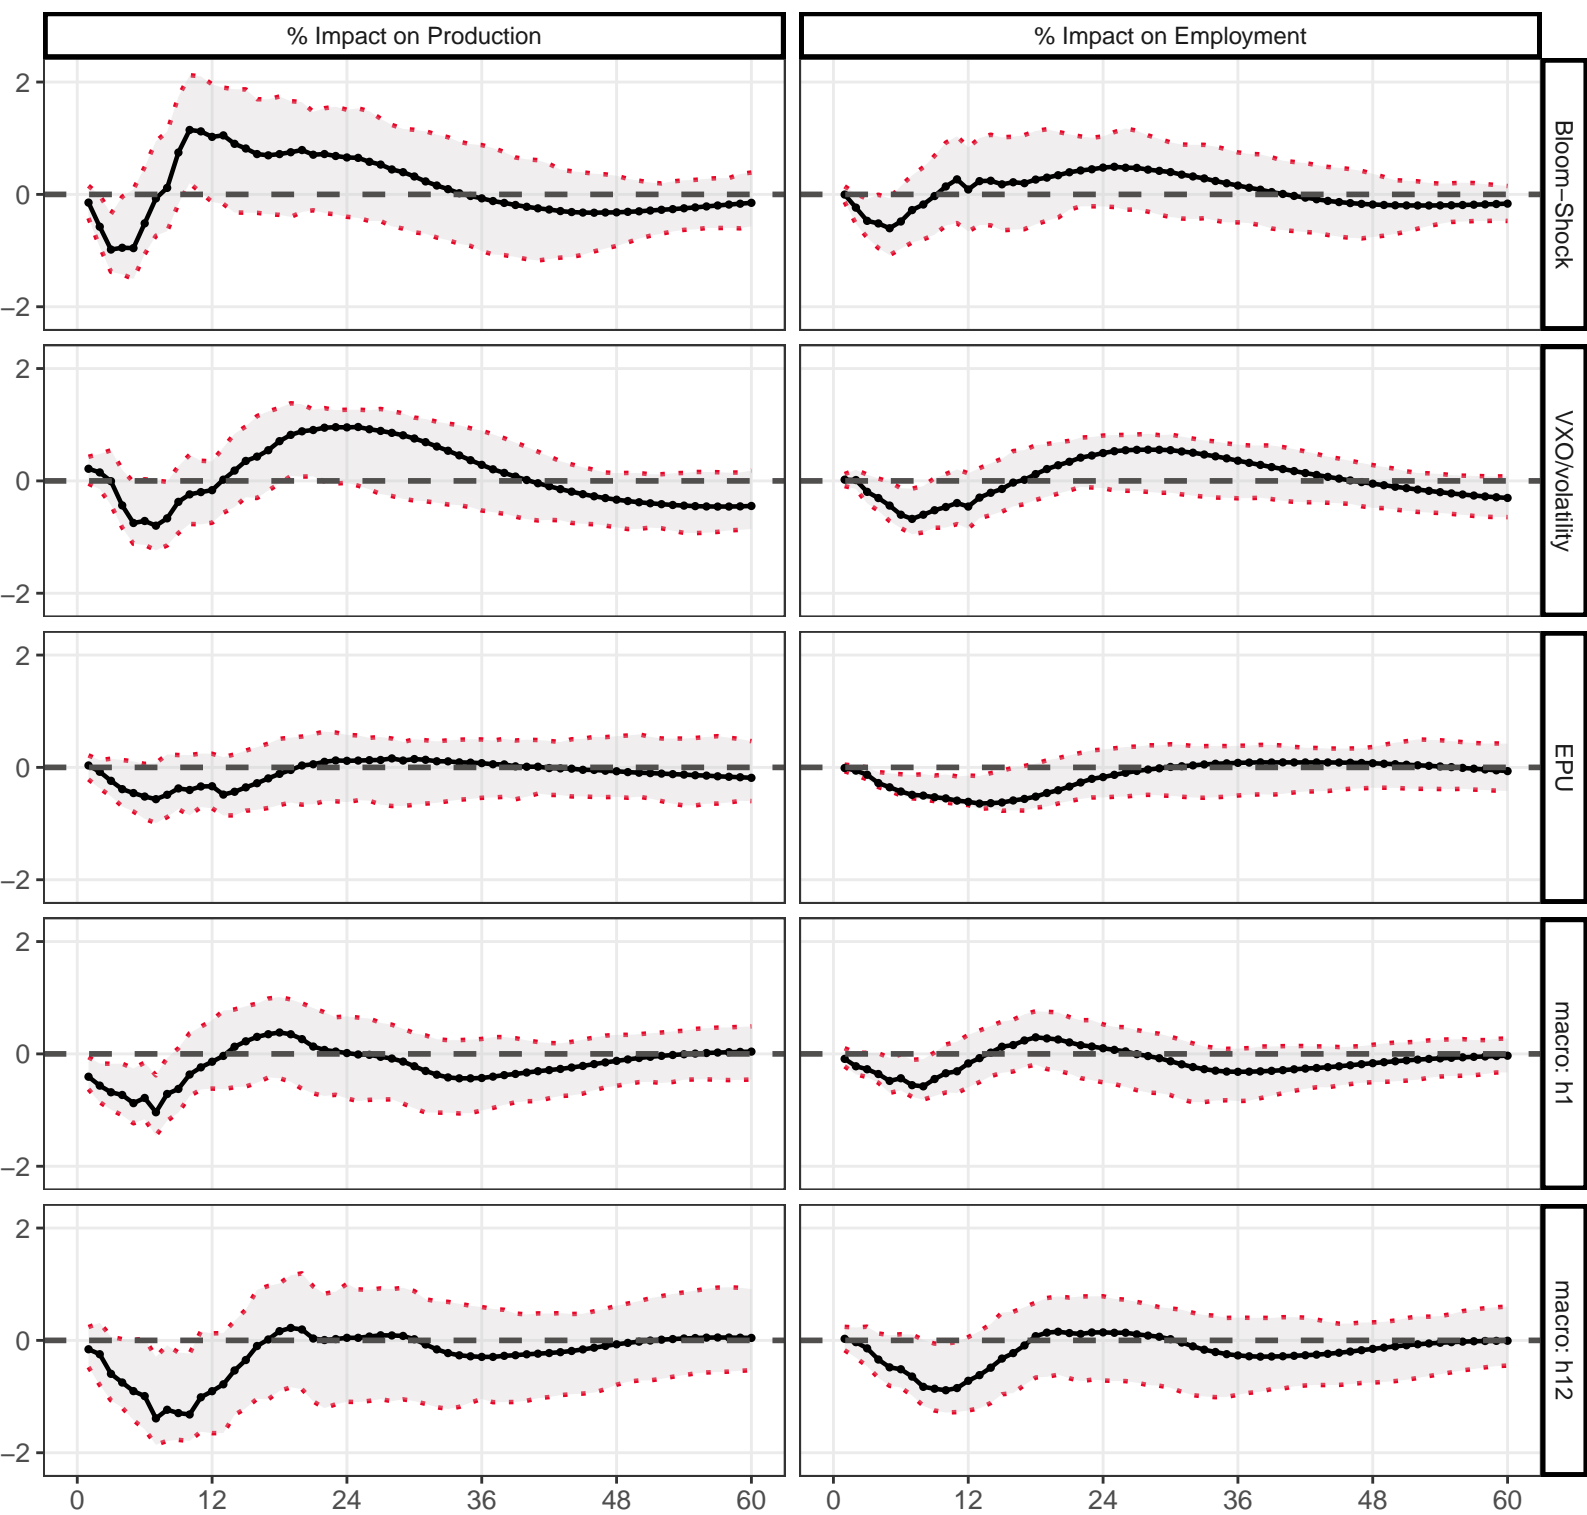 % Impact on Production
% Impact on Employment
2
0
−2
Bloom−Shock
2
0
−2
VXO/volatility
2
0
−2
EPU
2
0
−2
macro: h1
2
0
−2
macro: h12
0 12 24 36 48 60
0 12 24 36 48 60